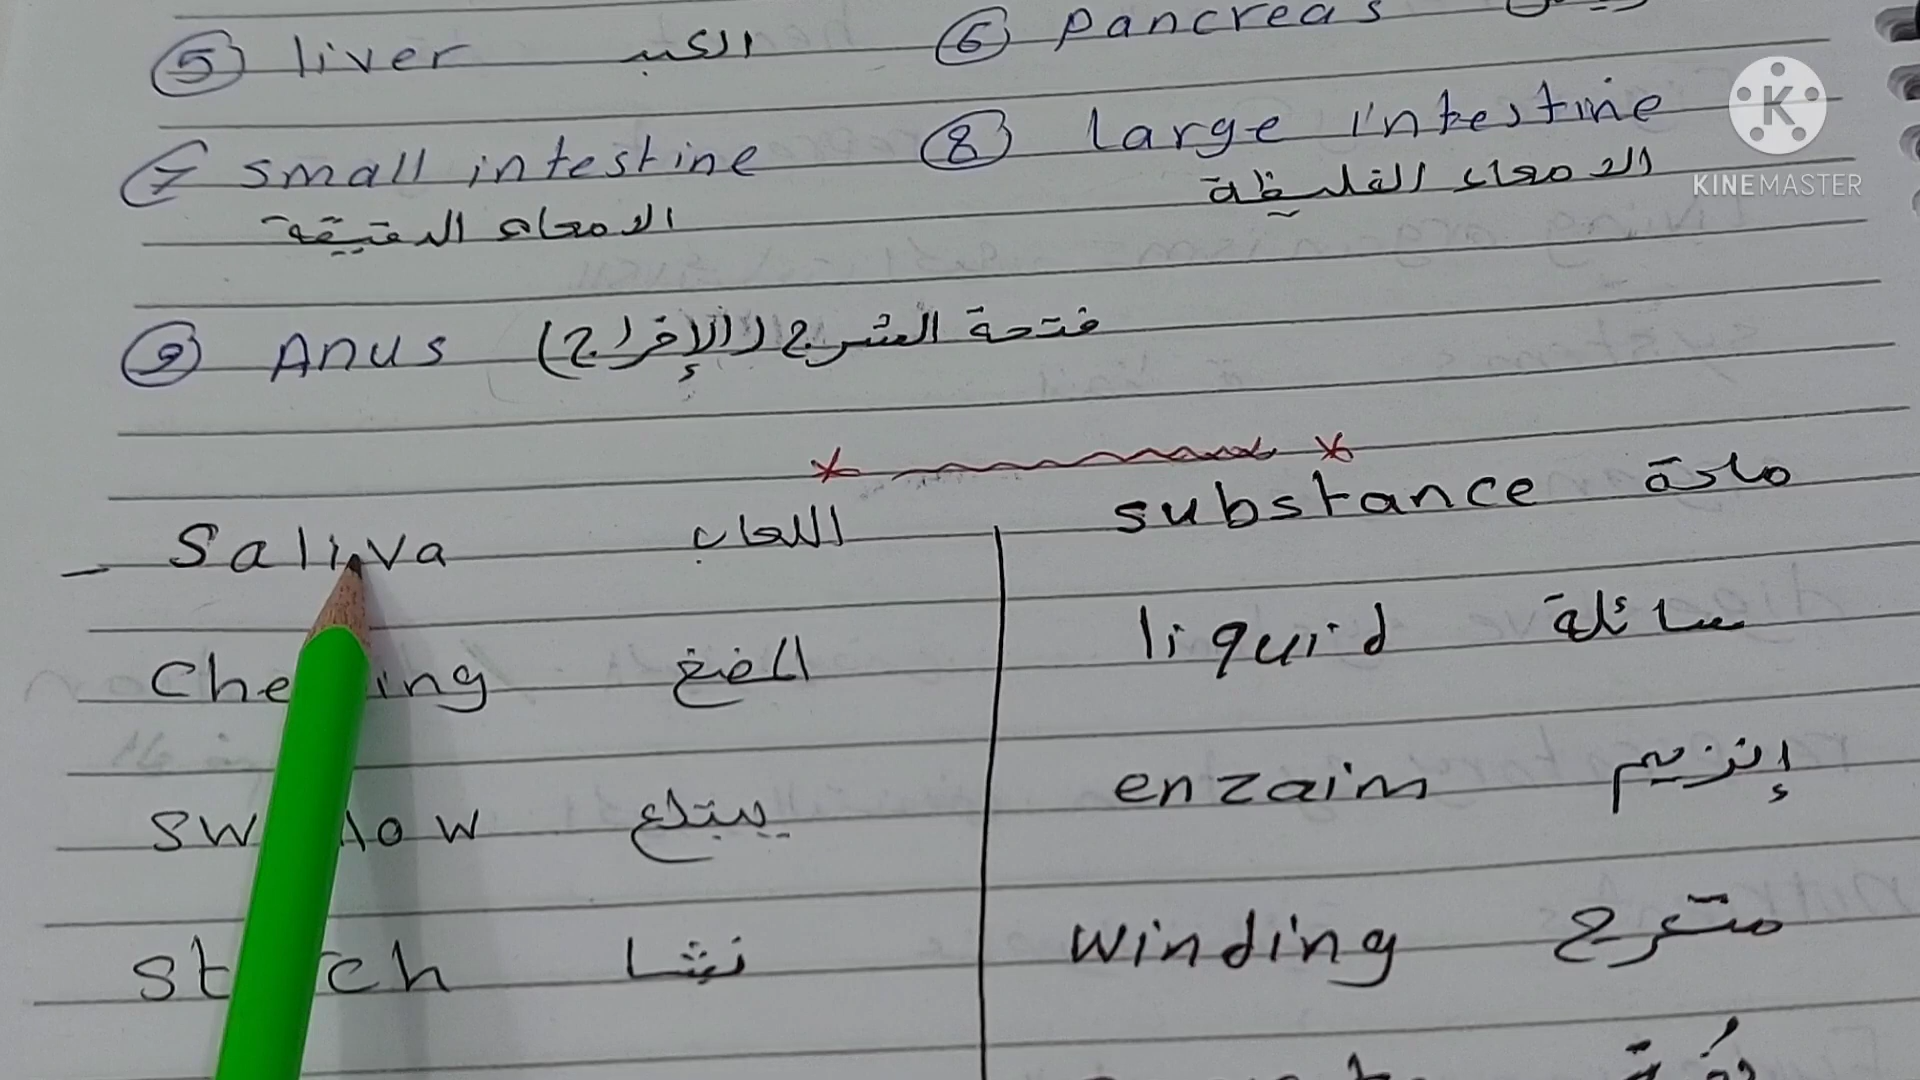 ⑤ liver الكبد ⑥ pancreas
⑦ small intestine ⑧ large intestine
الامعاء الدقيقة الامعاء الغليظة
⑨ Anus فتحة الشرج (الإفراج)
- Saliva اللعاب substance مادة
Che ing المضغ liquid سائلة
sw low يبتلع enzaim إنزيم
st ch نشا winding متعرج
KINEMASTER